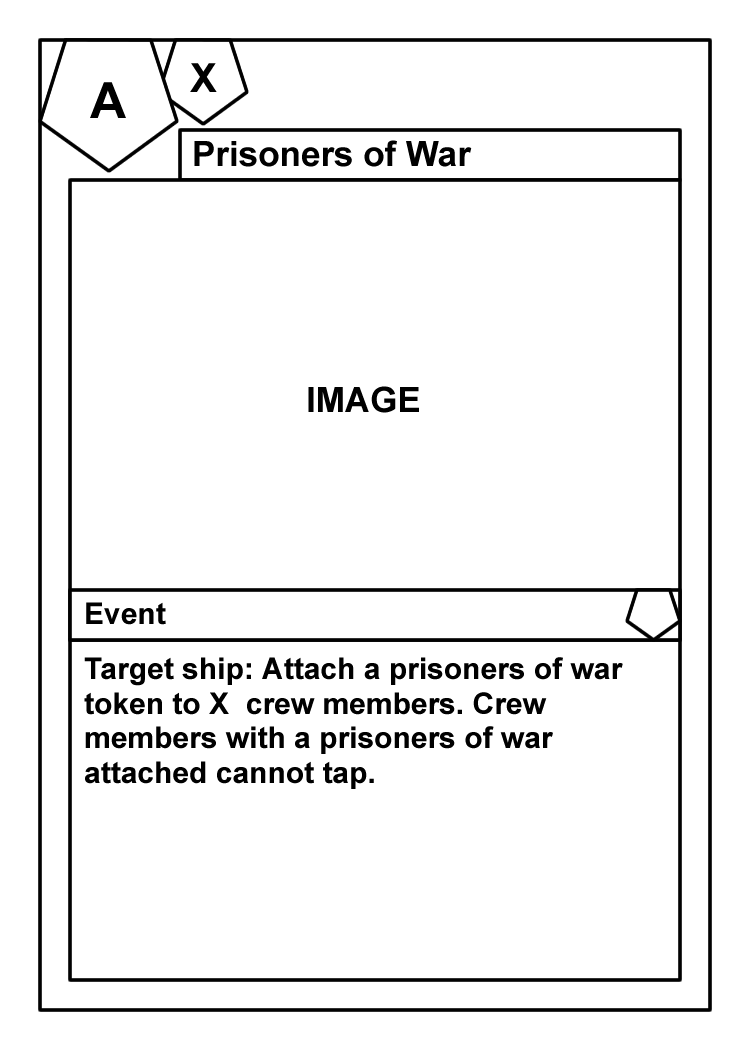 A
X
Prisoners of War
IMAGE
Event
Target ship: Attach a prisoners of war
token to X  crew members. Crew
members with a prisoners of war
attached cannot tap.